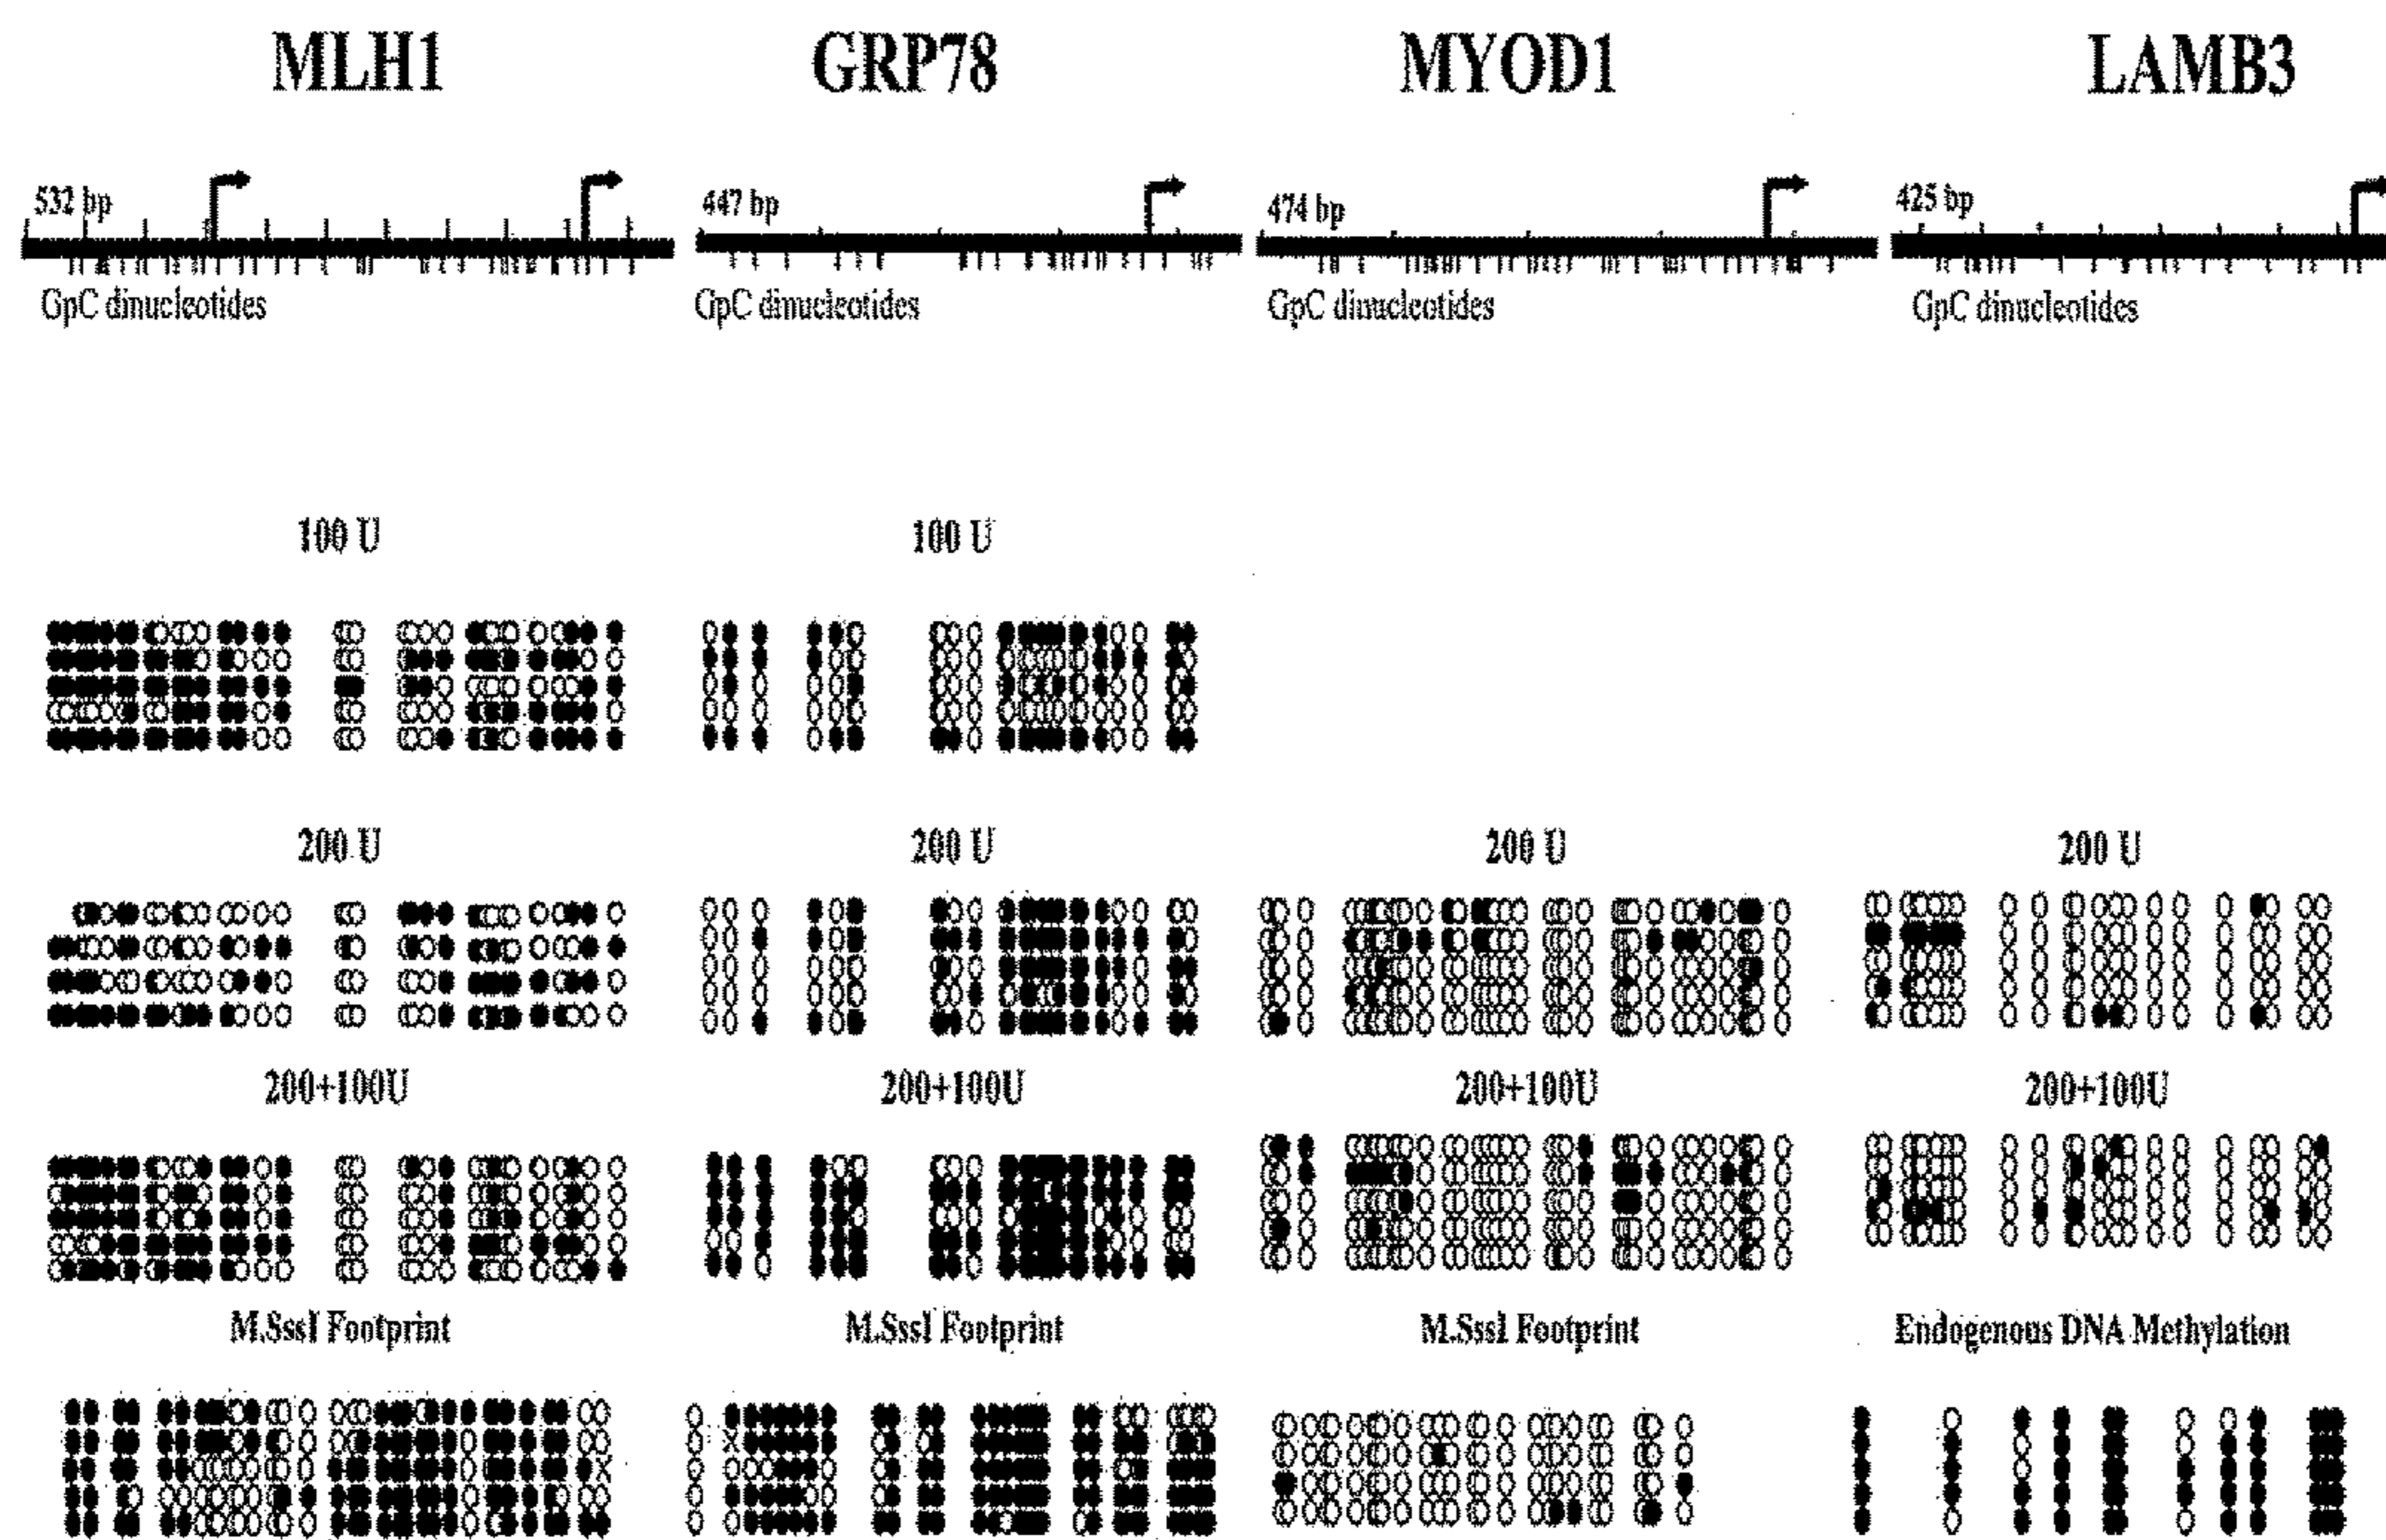 MLH1 GRP78 MYOD1 LAMB3
532 bp 447 bp 474 bp 425 bp
GpC dinucleotides GpC dinucleotides GpC dinucleotides GpC dinucleotides
100 U 100 U
200 U 200 U 200 U 200 U
200+100U 200+100U 200+100U 200+100U
M.SssI Footprint M.SssI Footprint M.SssI Footprint Endogenous DNA Methylation